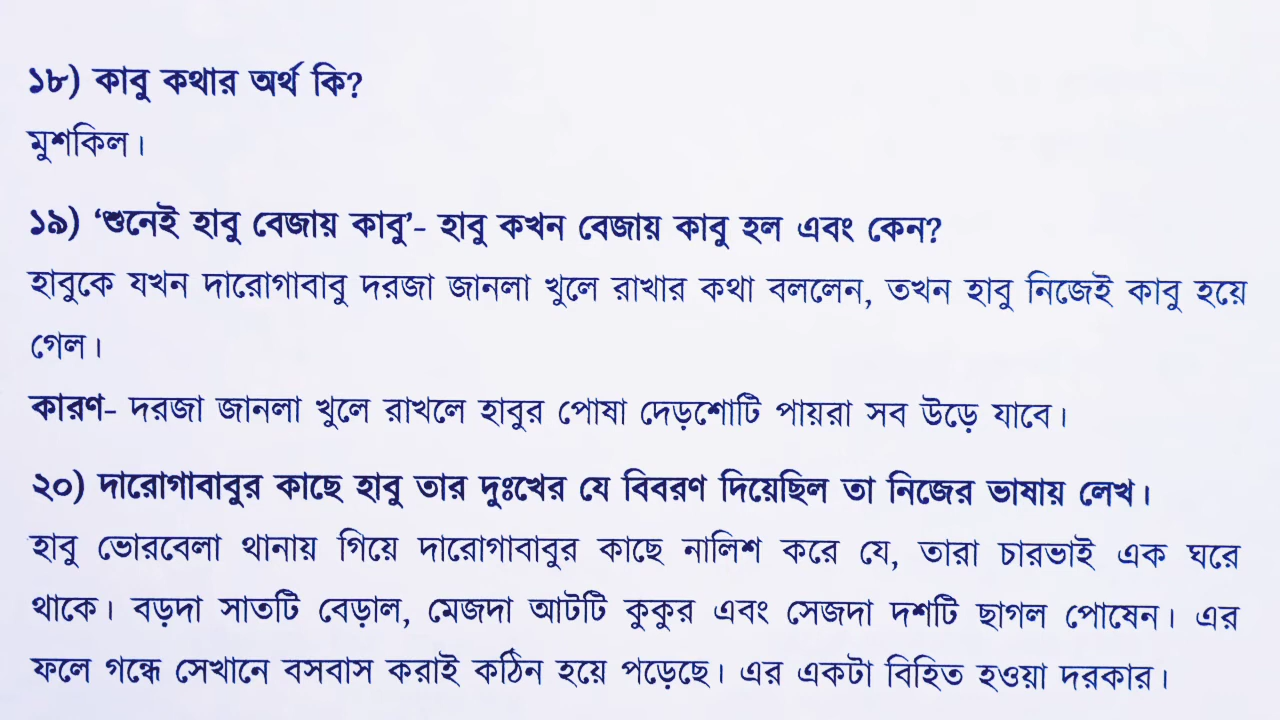 ১৮) কাবু কথার অর্থ কি?
মুশকিল।
১৯) ‘শুনেই হাবু বেজায় কাবু’- হাবু কখন বেজায় কাবু হল এবং কেন?
হাবুকে যখন দারোগাবাবু দরজা জানলা খুলে রাখার কথা বললেন, তখন হাবু নিজেই কাবু হয়ে
গেল।
কারণ- দরজা জানলা খুলে রাখলে হাবুর পোষা দেড়শোটি পায়রা সব উড়ে যাবে।
২০) দারোগাবাবুর কাছে হাবু তার দুঃখের যে বিবরণ দিয়েছিল তা নিজের ভাষায় লেখ।
হাবু ভোরবেলা থানায় গিয়ে দারোগাবাবুর কাছে নালিশ করে যে, তারা চারভাই এক ঘরে
থাকে। বড়দা সাতটি বেড়াল, মেজদা আটটি কুকুর এবং সেজদা দশটি ছাগল পোষেন। এর
ফলে গন্ধে সেখানে বসবাস করাই কঠিন হয়ে পড়েছে। এর একটা বিহিত হওয়া দরকার।